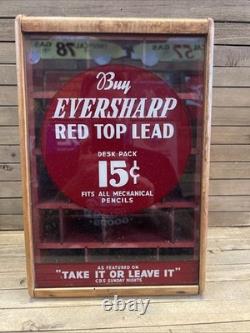 Buy
EVERSHARP
RED TOP LEAD
DESK PACK
15¢
FITS ALL MECHANICAL
PENCILS
AS FEATURED ON
"TAKE IT OR LEAVE IT"
CBS SUNDAY NIGHTS